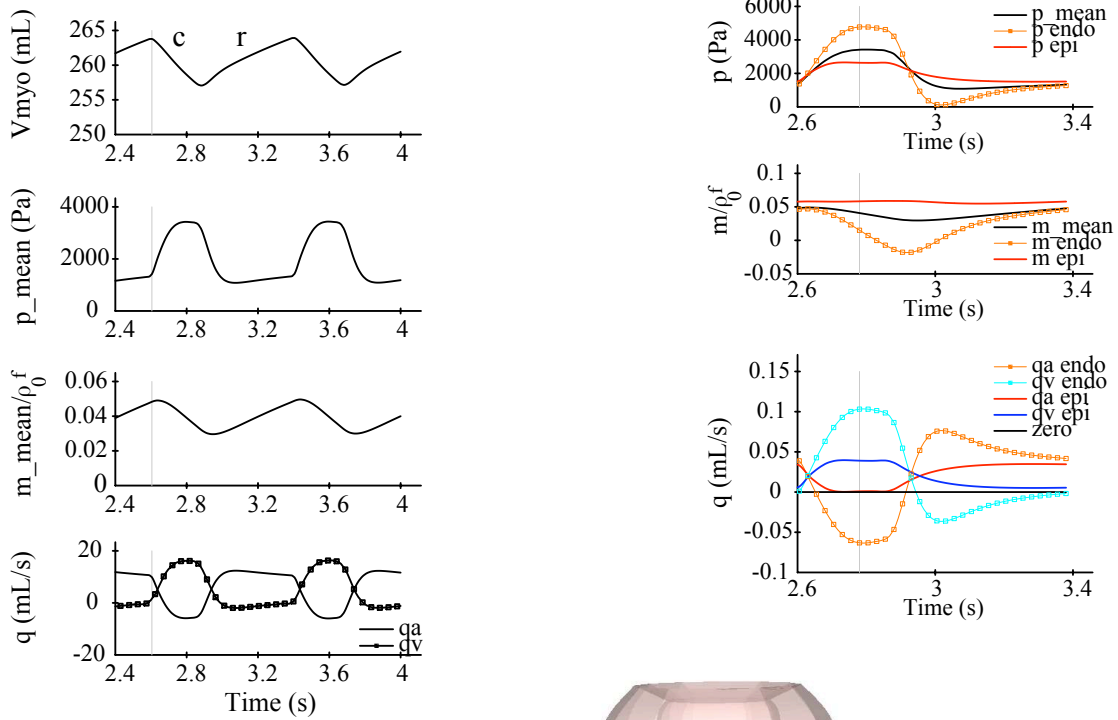 Vmyo (mL)
265
260
255
250
c
r
2.4
2.8
3.2
3.6
4
p_mean (Pa)
4000
2000
0
2.4
2.8
3.2
3.6
4
m_mean/ρ₀ᶠ
0.06
0.04
0.02
0
2.4
2.8
3.2
3.6
4
q (mL/s)
20
0
-20
qa
qv
2.4
2.8
3.2
3.6
4
Time (s)
p (Pa)
6000
4000
2000
0
p_mean
p endo
p epi
2.6
3
3.4
Time (s)
m/ρ₀ᶠ
0.1
0.05
0
-0.05
m_mean
m endo
m epi
2.6
3
3.4
Time (s)
q (mL/s)
0.15
0.1
0.05
0
-0.05
-0.1
qa endo
qv endo
qa epi
qv epi
zero
2.6
3
3.4
Time (s)